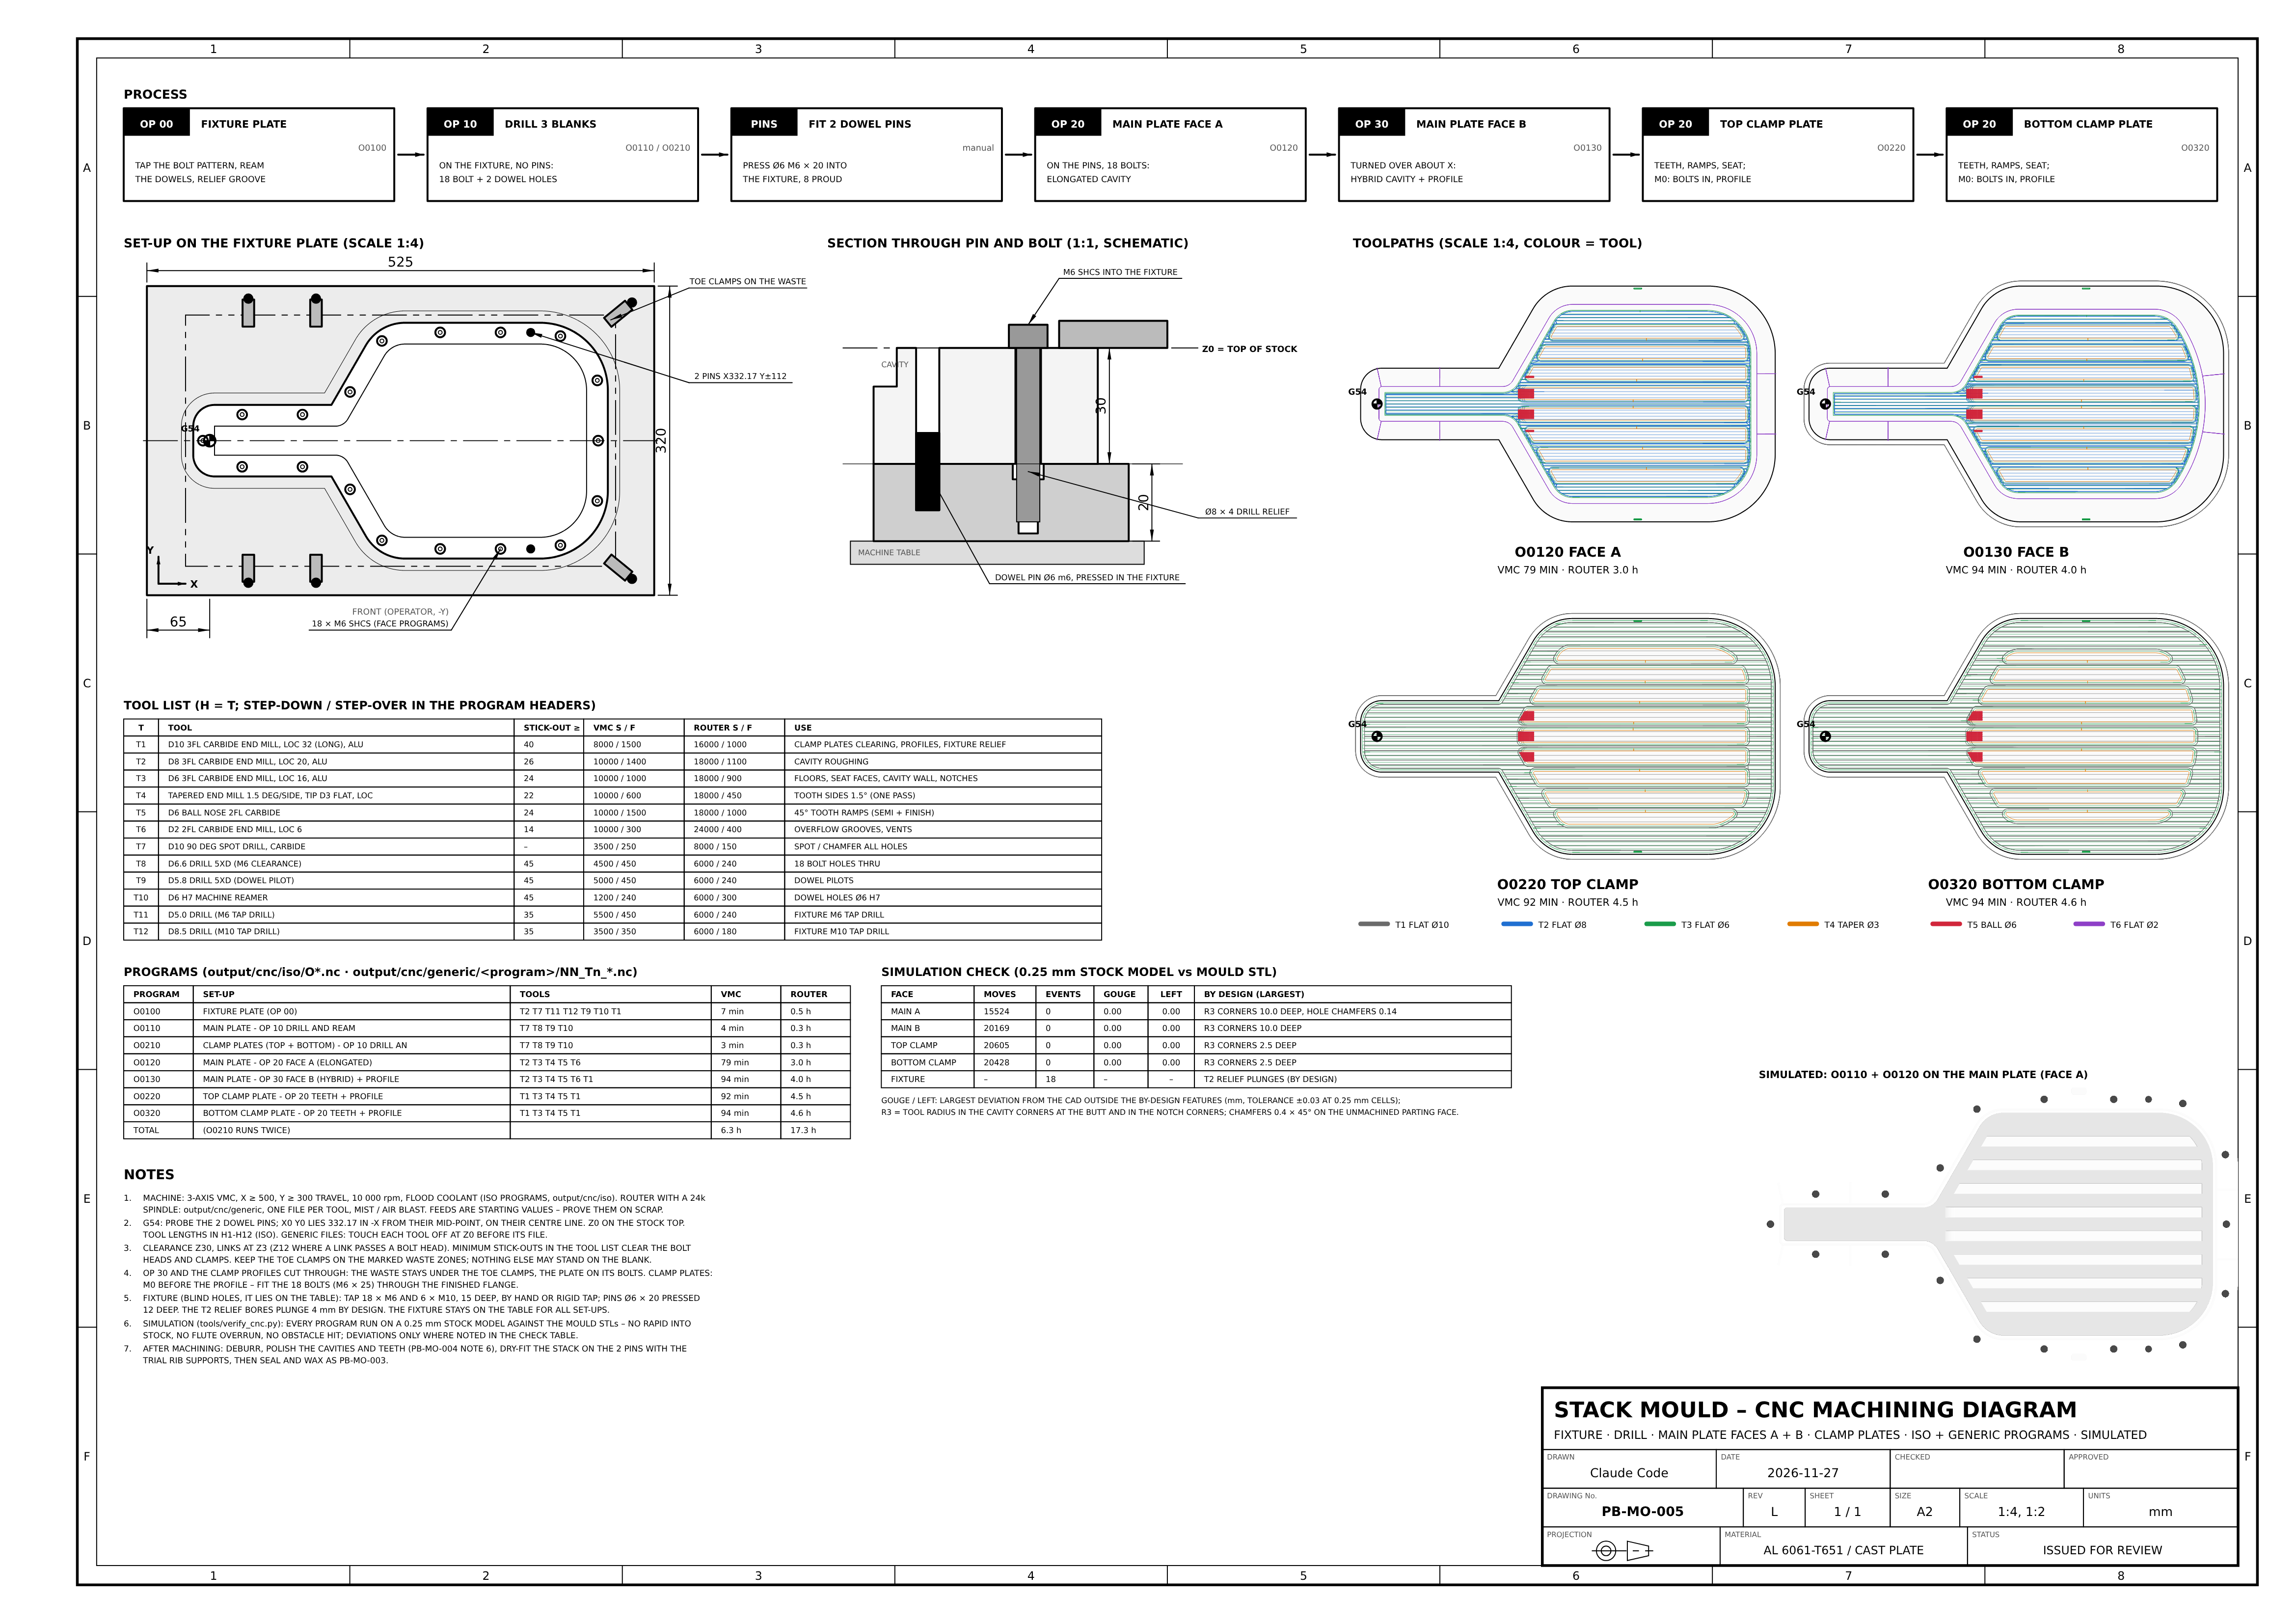 1 2 3 4 5 6 7 8
PROCESS
OP 00 FIXTURE PLATE
O0100
TAP THE BOLT PATTERN, REAM
THE DOWELS, RELIEF GROOVE
OP 10 DRILL 3 BLANKS
O0110 / O0210
ON THE FIXTURE, NO PINS:
18 BOLT + 2 DOWEL HOLES
PINS FIT 2 DOWEL PINS
manual
PRESS Ø6 M6 × 20 INTO
THE FIXTURE, 8 PROUD
OP 20 MAIN PLATE FACE A
O0120
ON THE PINS, 18 BOLTS:
ELONGATED CAVITY
OP 30 MAIN PLATE FACE B
O0130
TURNED OVER ABOUT X:
HYBRID CAVITY + PROFILE
OP 20 TOP CLAMP PLATE
O0220
TEETH, RAMPS, SEAT;
M0: BOLTS IN, PROFILE
OP 20 BOTTOM CLAMP PLATE
O0320
TEETH, RAMPS, SEAT;
M0: BOLTS IN, PROFILE
A A
B B
C C
D D
E E
F F
SET-UP ON THE FIXTURE PLATE (SCALE 1:4)
525
TOE CLAMPS ON THE WASTE
2 PINS X332.17 Y±112
G54
320
Y
X
65
FRONT (OPERATOR, -Y)
18 × M6 SHCS (FACE PROGRAMS)
SECTION THROUGH PIN AND BOLT (1:1, SCHEMATIC)
M6 SHCS INTO THE FIXTURE
Z0 = TOP OF STOCK
CAVITY
30
20
Ø8 × 4 DRILL RELIEF
MACHINE TABLE
DOWEL PIN Ø6 m6, PRESSED IN THE FIXTURE
TOOLPATHS (SCALE 1:4, COLOUR = TOOL)
G54
G54
O0120 FACE A
VMC 79 MIN · ROUTER 3.0 h
O0130 FACE B
VMC 94 MIN · ROUTER 4.0 h
G54
G54
O0220 TOP CLAMP
VMC 92 MIN · ROUTER 4.5 h
O0320 BOTTOM CLAMP
VMC 94 MIN · ROUTER 4.6 h
T1 FLAT Ø10 T2 FLAT Ø8 T3 FLAT Ø6 T4 TAPER Ø3 T5 BALL Ø6 T6 FLAT Ø2
TOOL LIST (H = T; STEP-DOWN / STEP-OVER IN THE PROGRAM HEADERS)
T TOOL STICK-OUT ≥ VMC S / F ROUTER S / F USE
T1 D10 3FL CARBIDE END MILL, LOC 32 (LONG), ALU 40 8000 / 1500 16000 / 1000 CLAMP PLATES CLEARING, PROFILES, FIXTURE RELIEF
T2 D8 3FL CARBIDE END MILL, LOC 20, ALU 26 10000 / 1400 18000 / 1100 CAVITY ROUGHING
T3 D6 3FL CARBIDE END MILL, LOC 16, ALU 24 10000 / 1000 18000 / 900 FLOORS, SEAT FACES, CAVITY WALL, NOTCHES
T4 TAPERED END MILL 1.5 DEG/SIDE, TIP D3 FLAT, LOC 22 10000 / 600 18000 / 450 TOOTH SIDES 1.5° (ONE PASS)
T5 D6 BALL NOSE 2FL CARBIDE 24 10000 / 1500 18000 / 1000 45° TOOTH RAMPS (SEMI + FINISH)
T6 D2 2FL CARBIDE END MILL, LOC 6 14 10000 / 300 24000 / 400 OVERFLOW GROOVES, VENTS
T7 D10 90 DEG SPOT DRILL, CARBIDE – 3500 / 250 8000 / 150 SPOT / CHAMFER ALL HOLES
T8 D6.6 DRILL 5XD (M6 CLEARANCE) 45 4500 / 450 6000 / 240 18 BOLT HOLES THRU
T9 D5.8 DRILL 5XD (DOWEL PILOT) 45 5000 / 450 6000 / 240 DOWEL PILOTS
T10 D6 H7 MACHINE REAMER 45 1200 / 240 6000 / 300 DOWEL HOLES Ø6 H7
T11 D5.0 DRILL (M6 TAP DRILL) 35 5500 / 450 6000 / 240 FIXTURE M6 TAP DRILL
T12 D8.5 DRILL (M10 TAP DRILL) 35 3500 / 350 6000 / 180 FIXTURE M10 TAP DRILL
PROGRAMS (output/cnc/iso/O*.nc · output/cnc/generic/<program>/NN_Tn_*.nc)
PROGRAM SET-UP TOOLS VMC ROUTER
O0100 FIXTURE PLATE (OP 00) T2 T7 T11 T12 T9 T10 T1 7 min 0.5 h
O0110 MAIN PLATE - OP 10 DRILL AND REAM T7 T8 T9 T10 4 min 0.3 h
O0210 CLAMP PLATES (TOP + BOTTOM) - OP 10 DRILL AN T7 T8 T9 T10 3 min 0.3 h
O0120 MAIN PLATE - OP 20 FACE A (ELONGATED) T2 T3 T4 T5 T6 79 min 3.0 h
O0130 MAIN PLATE - OP 30 FACE B (HYBRID) + PROFILE T2 T3 T4 T5 T6 T1 94 min 4.0 h
O0220 TOP CLAMP PLATE - OP 20 TEETH + PROFILE T1 T3 T4 T5 T1 92 min 4.5 h
O0320 BOTTOM CLAMP PLATE - OP 20 TEETH + PROFILE T1 T3 T4 T5 T1 94 min 4.6 h
TOTAL (O0210 RUNS TWICE) 6.3 h 17.3 h
SIMULATION CHECK (0.25 mm STOCK MODEL vs MOULD STL)
FACE MOVES EVENTS GOUGE LEFT BY DESIGN (LARGEST)
MAIN A 15524 0 0.00 0.00 R3 CORNERS 10.0 DEEP, HOLE CHAMFERS 0.14
MAIN B 20169 0 0.00 0.00 R3 CORNERS 10.0 DEEP
TOP CLAMP 20605 0 0.00 0.00 R3 CORNERS 2.5 DEEP
BOTTOM CLAMP 20428 0 0.00 0.00 R3 CORNERS 2.5 DEEP
FIXTURE – 18 – – T2 RELIEF PLUNGES (BY DESIGN)
GOUGE / LEFT: LARGEST DEVIATION FROM THE CAD OUTSIDE THE BY-DESIGN FEATURES (mm, TOLERANCE ±0.03 AT 0.25 mm CELLS);
R3 = TOOL RADIUS IN THE CAVITY CORNERS AT THE BUTT AND IN THE NOTCH CORNERS; CHAMFERS 0.4 × 45° ON THE UNMACHINED PARTING FACE.
SIMULATED: O0110 + O0120 ON THE MAIN PLATE (FACE A)
NOTES
1. MACHINE: 3-AXIS VMC, X ≥ 500, Y ≥ 300 TRAVEL, 10 000 rpm, FLOOD COOLANT (ISO PROGRAMS, output/cnc/iso). ROUTER WITH A 24k
SPINDLE: output/cnc/generic, ONE FILE PER TOOL, MIST / AIR BLAST. FEEDS ARE STARTING VALUES – PROVE THEM ON SCRAP.
2. G54: PROBE THE 2 DOWEL PINS; X0 Y0 LIES 332.17 IN -X FROM THEIR MID-POINT, ON THEIR CENTRE LINE. Z0 ON THE STOCK TOP.
TOOL LENGTHS IN H1-H12 (ISO). GENERIC FILES: TOUCH EACH TOOL OFF AT Z0 BEFORE ITS FILE.
3. CLEARANCE Z30, LINKS AT Z3 (Z12 WHERE A LINK PASSES A BOLT HEAD). MINIMUM STICK-OUTS IN THE TOOL LIST CLEAR THE BOLT
HEADS AND CLAMPS. KEEP THE TOE CLAMPS ON THE MARKED WASTE ZONES; NOTHING ELSE MAY STAND ON THE BLANK.
4. OP 30 AND THE CLAMP PROFILES CUT THROUGH: THE WASTE STAYS UNDER THE TOE CLAMPS, THE PLATE ON ITS BOLTS. CLAMP PLATES:
M0 BEFORE THE PROFILE – FIT THE 18 BOLTS (M6 × 25) THROUGH THE FINISHED FLANGE.
5. FIXTURE (BLIND HOLES, IT LIES ON THE TABLE): TAP 18 × M6 AND 6 × M10, 15 DEEP, BY HAND OR RIGID TAP; PINS Ø6 × 20 PRESSED
12 DEEP. THE T2 RELIEF BORES PLUNGE 4 mm BY DESIGN. THE FIXTURE STAYS ON THE TABLE FOR ALL SET-UPS.
6. SIMULATION (tools/verify_cnc.py): EVERY PROGRAM RUN ON A 0.25 mm STOCK MODEL AGAINST THE MOULD STLs – NO RAPID INTO
STOCK, NO FLUTE OVERRUN, NO OBSTACLE HIT; DEVIATIONS ONLY WHERE NOTED IN THE CHECK TABLE.
7. AFTER MACHINING: DEBURR, POLISH THE CAVITIES AND TEETH (PB-MO-004 NOTE 6), DRY-FIT THE STACK ON THE 2 PINS WITH THE
TRIAL RIB SUPPORTS, THEN SEAL AND WAX AS PB-MO-003.
STACK MOULD – CNC MACHINING DIAGRAM
FIXTURE · DRILL · MAIN PLATE FACES A + B · CLAMP PLATES · ISO + GENERIC PROGRAMS · SIMULATED
DRAWN DATE CHECKED APPROVED
Claude Code 2026-11-27
DRAWING No. REV SHEET SIZE SCALE UNITS
PB-MO-005 L 1 / 1 A2 1:4, 1:2 mm
PROJECTION MATERIAL STATUS
AL 6061-T651 / CAST PLATE ISSUED FOR REVIEW
1 2 3 4 5 6 7 8